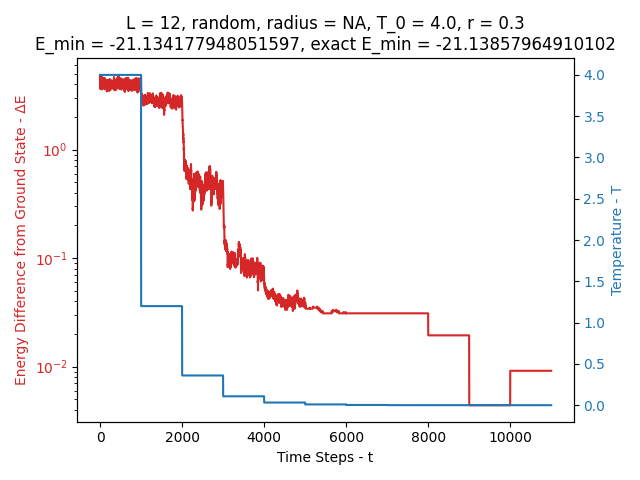 L = 12, random, radius = NA, T_0 = 4.0, r = 0.3
E_min = -21.134177948051597, exact E_min = -21.13857964910102
Energy Difference from Ground State - ΔE
10⁰
10⁻¹
10⁻²
4.0
3.5
3.0
2.5
2.0
1.5
1.0
0.5
0.0
Temperature - T
0 2000 4000 6000 8000 10000
Time Steps - t